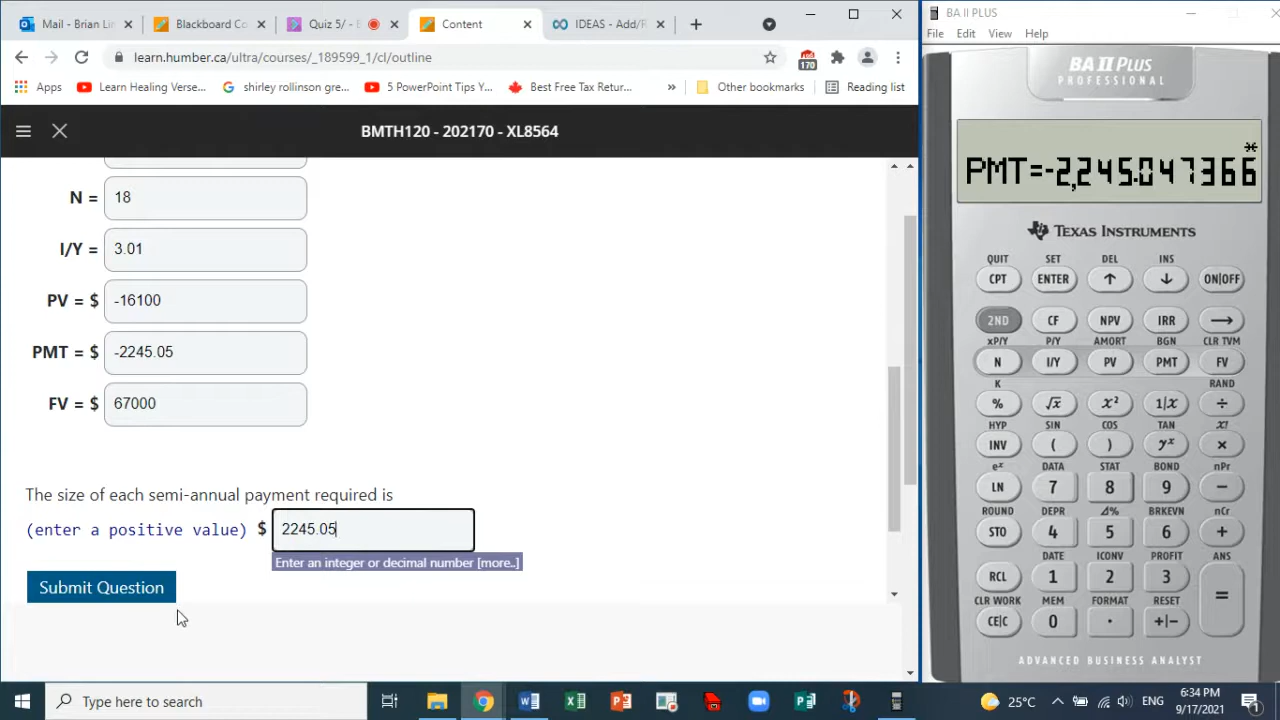 Mail - Brian Lin
Blackboard Co
Quiz 5/ -
Content
IDEAS - Add/R
BA II PLUS
File Edit View Help
learn.humber.ca/ultra/courses/_189599_1/cl/outline
170
Apps
Learn Healing Verse...
shirley rollinson gre...
5 PowerPoint Tips Y...
Best Free Tax Retur...
»
Other bookmarks
Reading list
BMTH120 - 202170 - XL8564
N = 18
I/Y = 3.01
PV = $ -16100
PMT = $ -2245.05
FV = $ 67000
The size of each semi-annual payment required is
(enter a positive value) $ 2245.05
Enter an integer or decimal number [more..]
Submit Question
BA II Plus
PROFESSIONAL
PMT=-2,245.047366
TEXAS INSTRUMENTS
QUIT SET DEL INS
CPT ENTER ↑ ↓ ON|OFF
2ND CF NPV IRR →
xP/Y P/Y AMORT BGN CLR TVM
N I/Y PV PMT FV
K RAND
% √x x² 1/X ÷
HYP SIN COS TAN x!
INV ( ) yˣ ×
eˣ DATA STAT BOND nPr
LN 7 8 9 −
ROUND DEPR Δ% BRKEVN nCr
STO 4 5 6 +
DATE ICONV PROFIT ANS
RCL 1 2 3 =
CLR WORK MEM FORMAT RESET
CE|C 0 . +|−
ADVANCED BUSINESS ANALYST
Type here to search
25°C
ENG
6:34 PM
9/17/2021
1